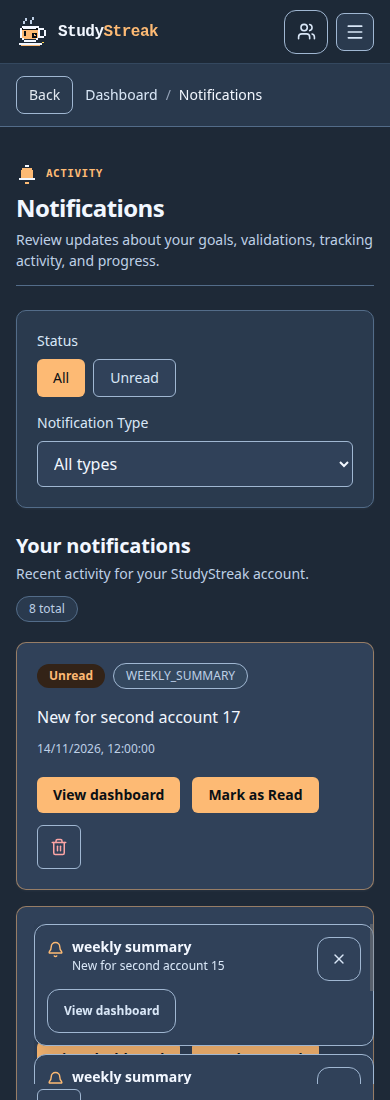 StudyStreak
Back Dashboard / Notifications
ACTIVITY
Notifications
Review updates about your goals, validations, tracking
activity, and progress.
Status
All Unread
Notification Type
All types
Your notifications
Recent activity for your StudyStreak account.
8 total
Unread WEEKLY_SUMMARY
New for second account 17
14/11/2026, 12:00:00
View dashboard Mark as Read
weekly summary
New for second account 15
View dashboard
weekly summary